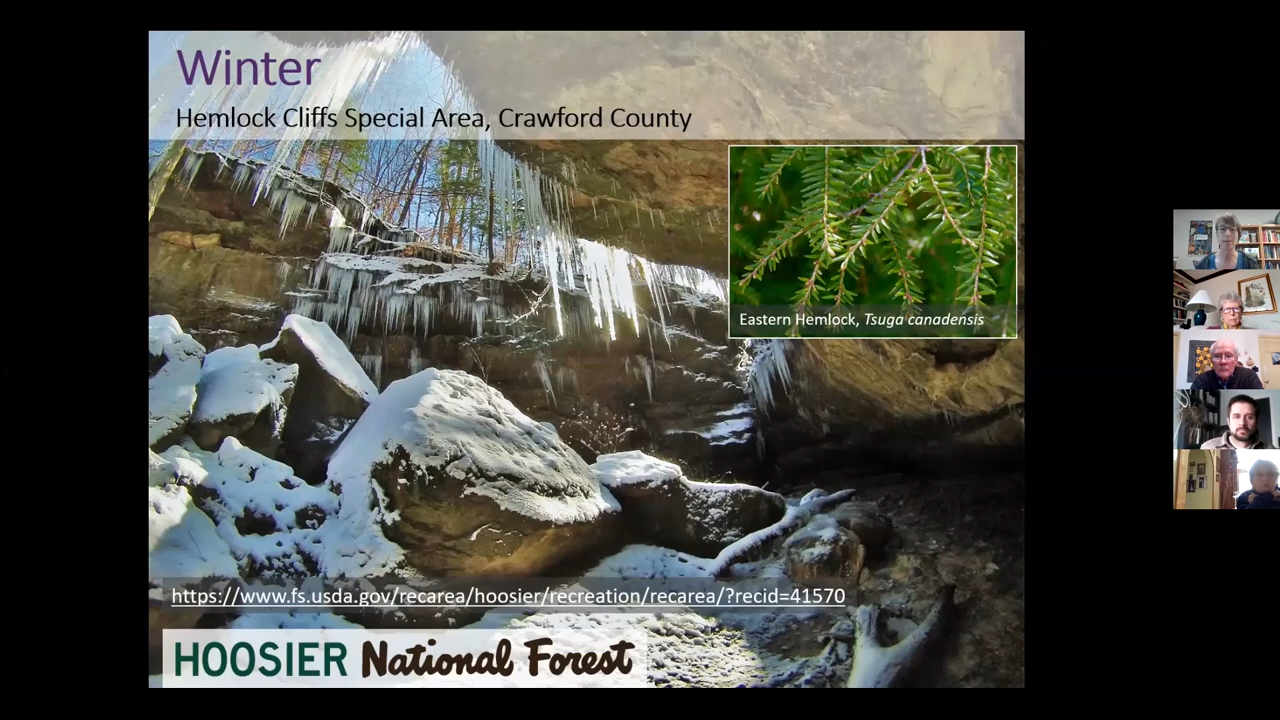 Winter
Hemlock Cliffs Special Area, Crawford County
Eastern Hemlock, Tsuga canadensis
https://www.fs.usda.gov/recarea/hoosier/recreation/recarea/?recid=41570
HOOSIER National Forest